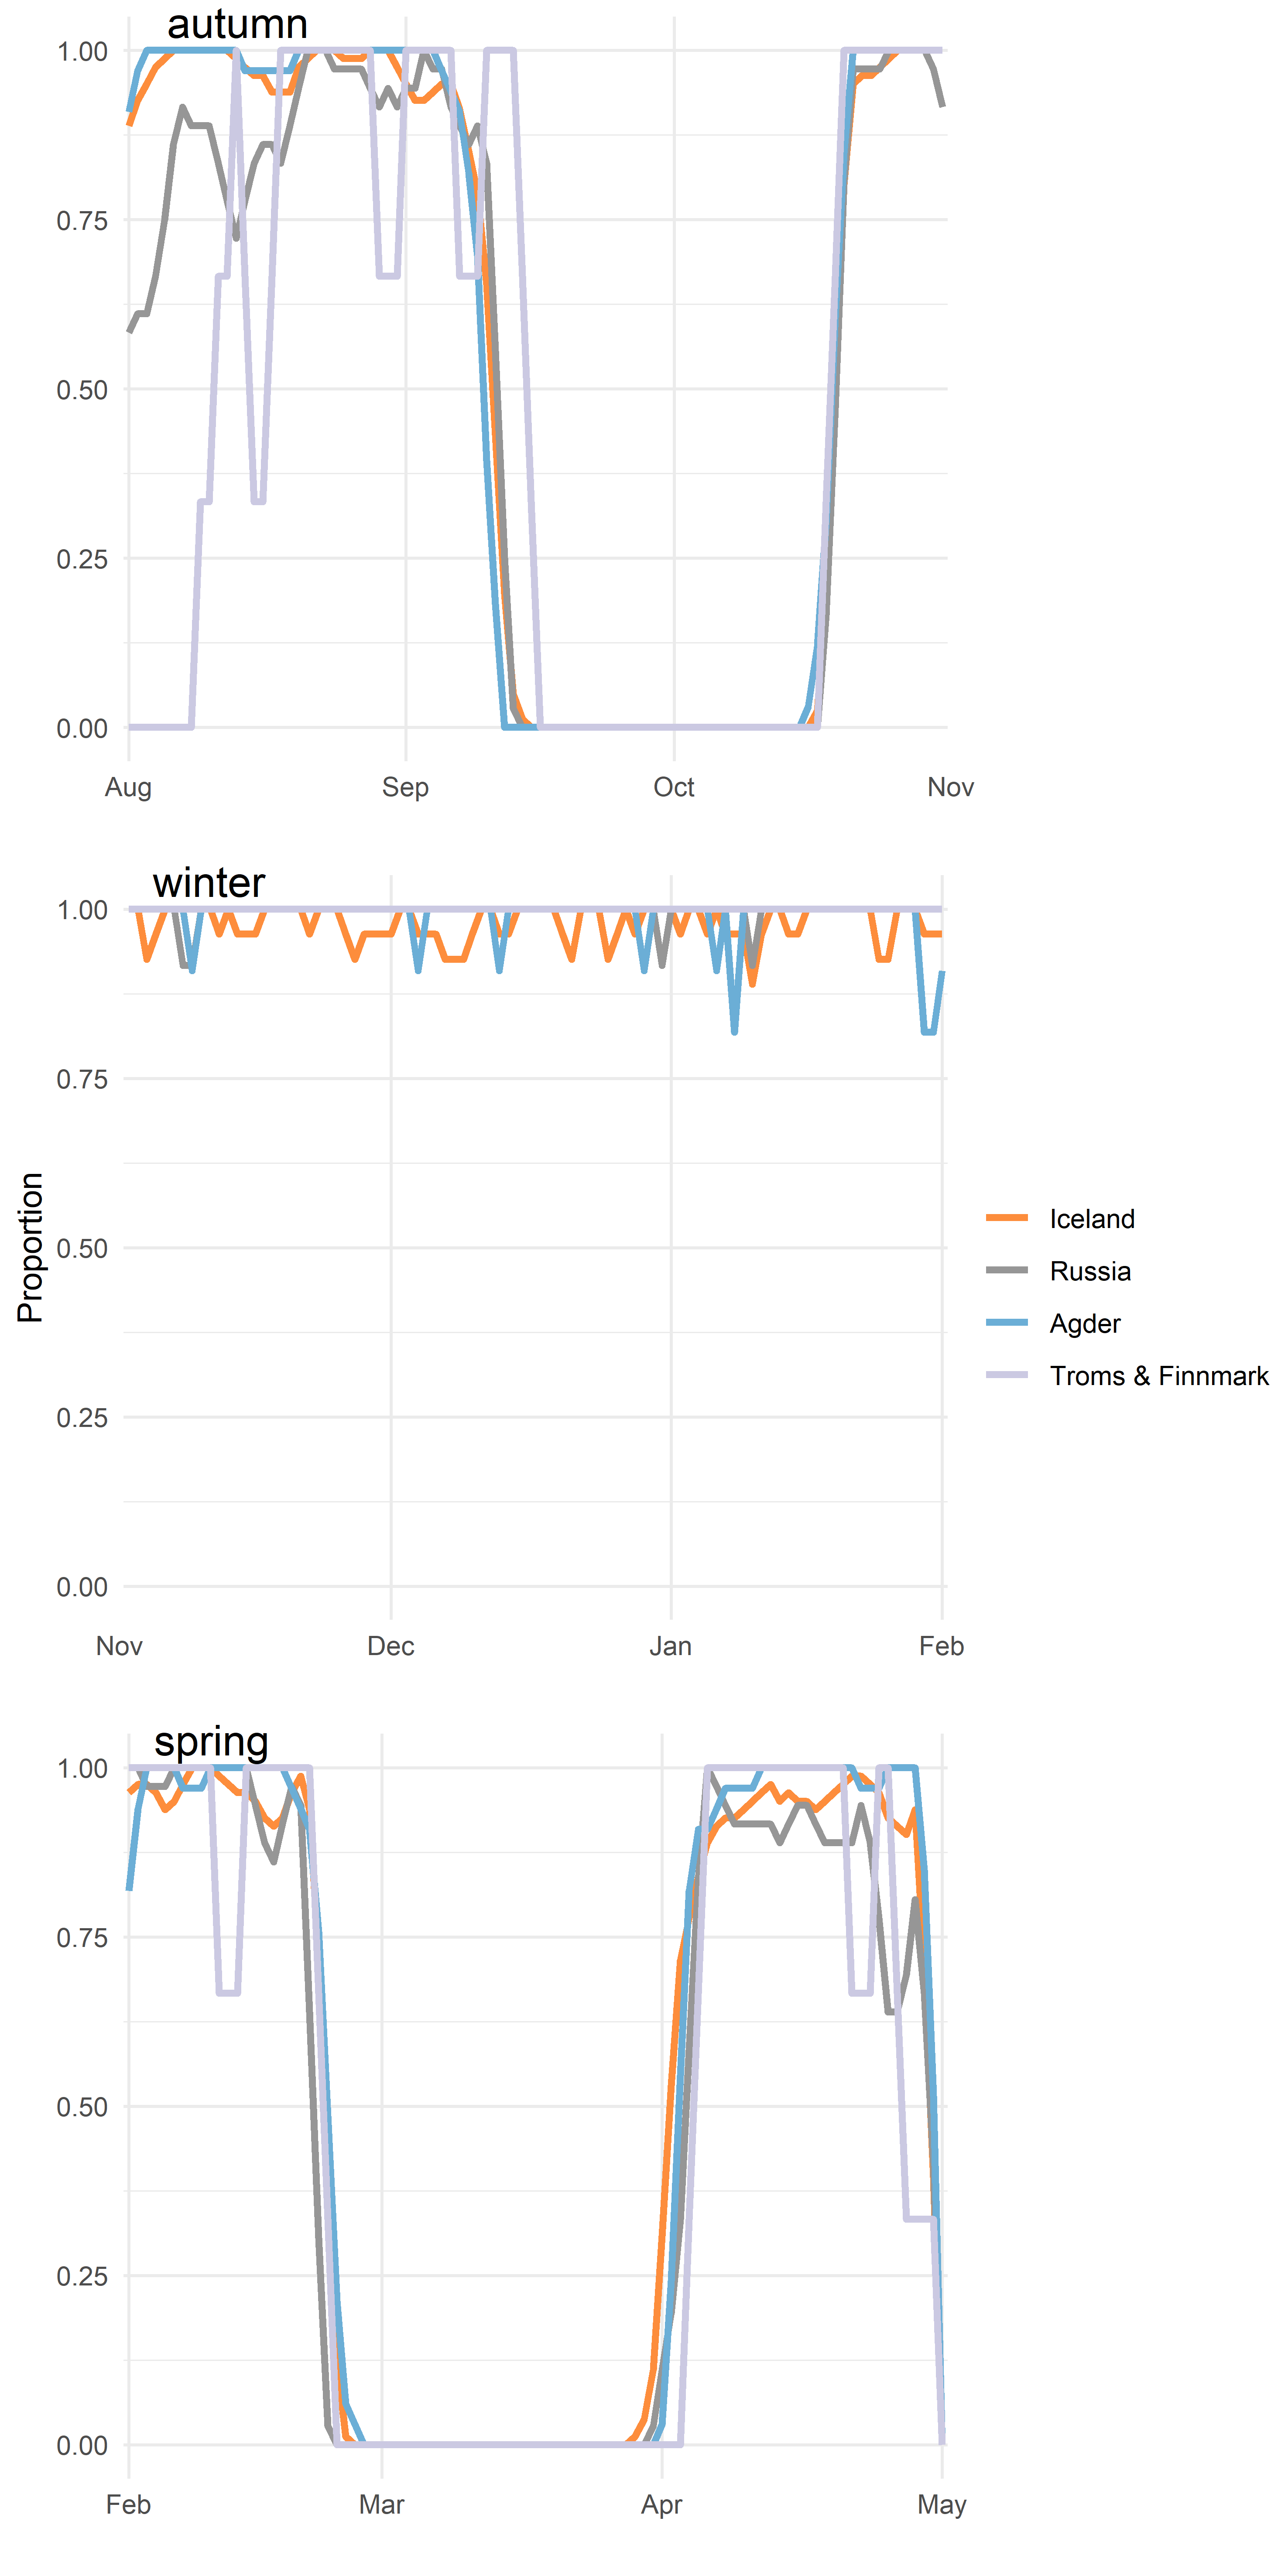 autumn
1.00
0.75
0.50
0.25
0.00
Aug Sep Oct Nov
winter
1.00
0.75
0.50
0.25
0.00
Nov Dec Jan Feb
Proportion
Iceland
Russia
Agder
Troms & Finnmark
spring
1.00
0.75
0.50
0.25
0.00
Feb Mar Apr May